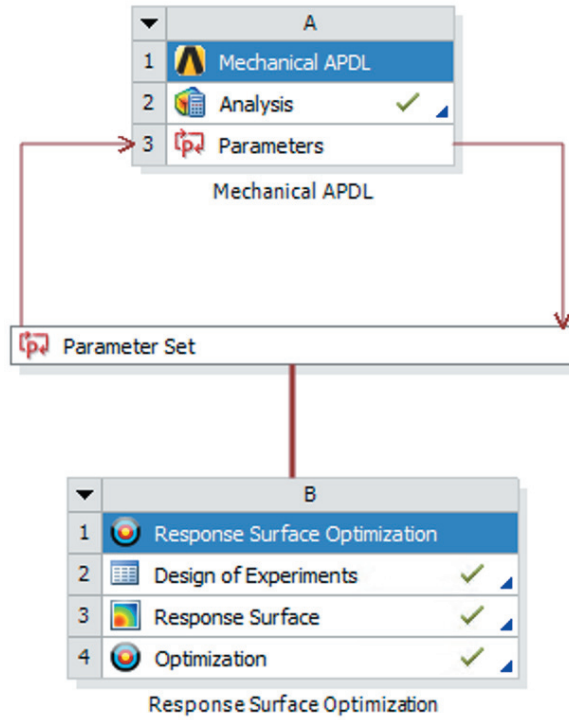 A
1 Mechanical APDL
2 Analysis
3 Parameters
Mechanical APDL
Parameter Set
B
1 Response Surface Optimization
2 Design of Experiments
3 Response Surface
4 Optimization
Response Surface Optimization